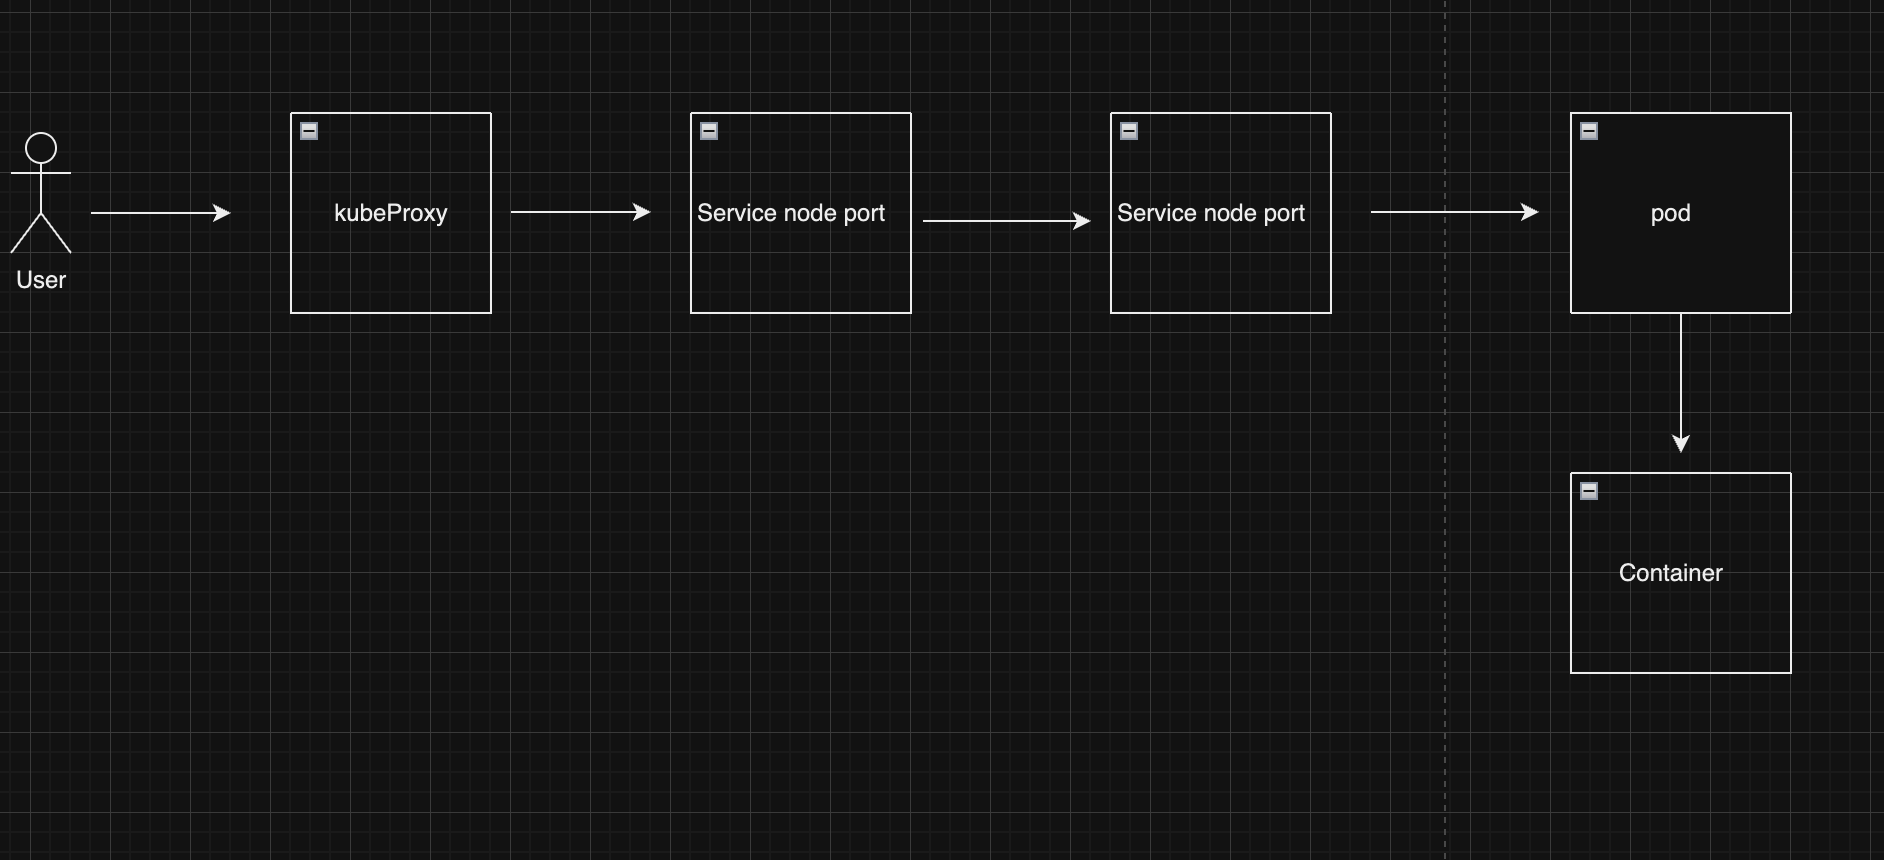 User
kubeProxy
Service node port
Service node port
pod
Container